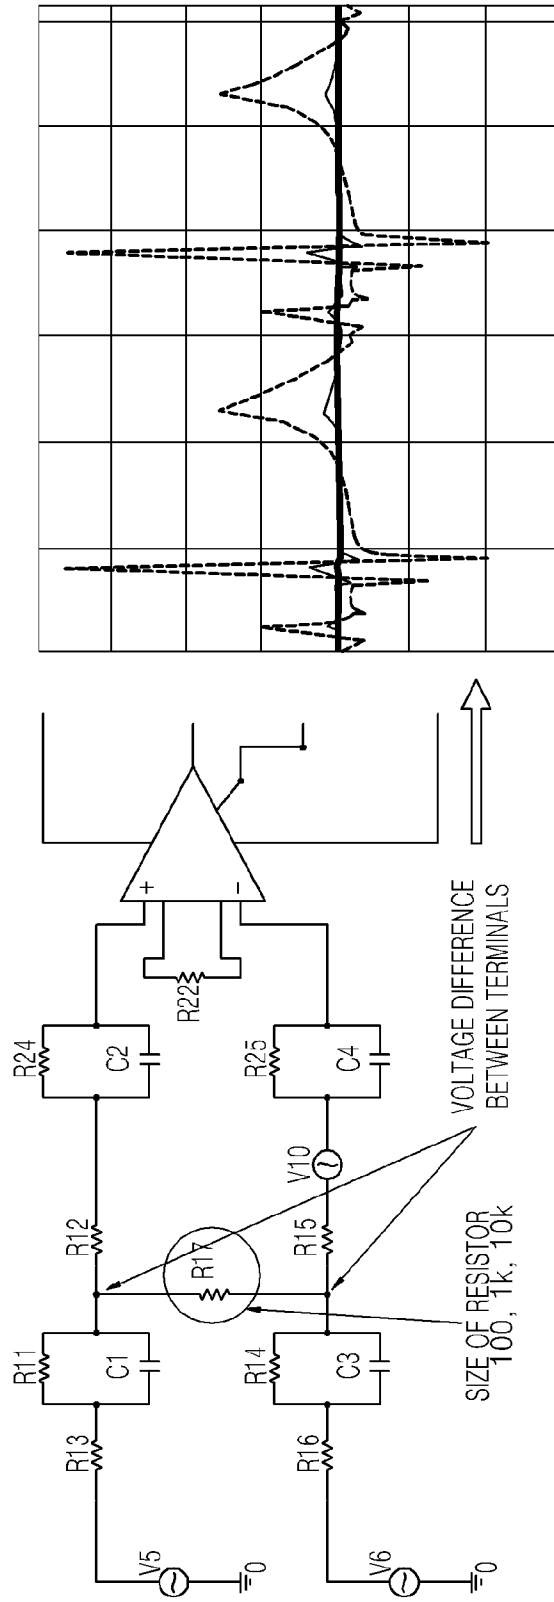 V5
0
R13
R11
C1
R12
R24
C2
+
-
R22
R17
V6
0
R16
R14
C3
R15
V10
R25
C4
SIZE OF RESISTOR
100, 1k, 10k
VOLTAGE DIFFERENCE
BETWEEN TERMINALS